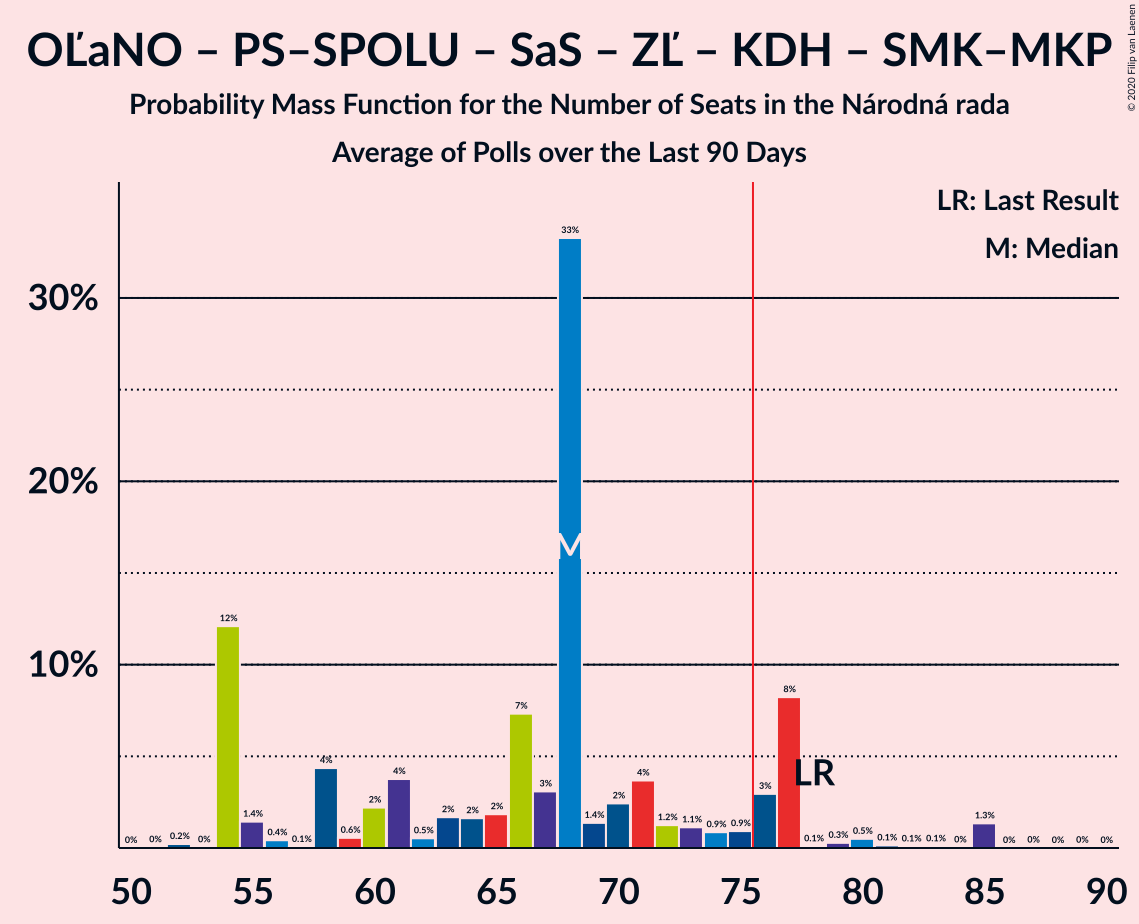 OĽaNO – PS–SPOLU – SaS – ZĽ – KDH – SMK–MKP
Probability Mass Function for the Number of Seats in the Národná rada
Average of Polls over the Last 90 Days
© 2020 Filip van Laenen
LR: Last Result
M: Median
30%
20%
10%
0% 0% 0.2% 0% 12% 1.4% 0.4% 0.1% 4% 0.6% 2% 4% 0.5% 2% 2% 2% 7% 3% 33% 1.4% 2% 4% 1.2% 1.1% 0.9% 0.9% 3% 8% 0.1% 0.3% 0.5% 0.1% 0.1% 0.1% 0% 1.3% 0% 0% 0% 0% 0%
M
LR
50 55 60 65 70 75 80 85 90